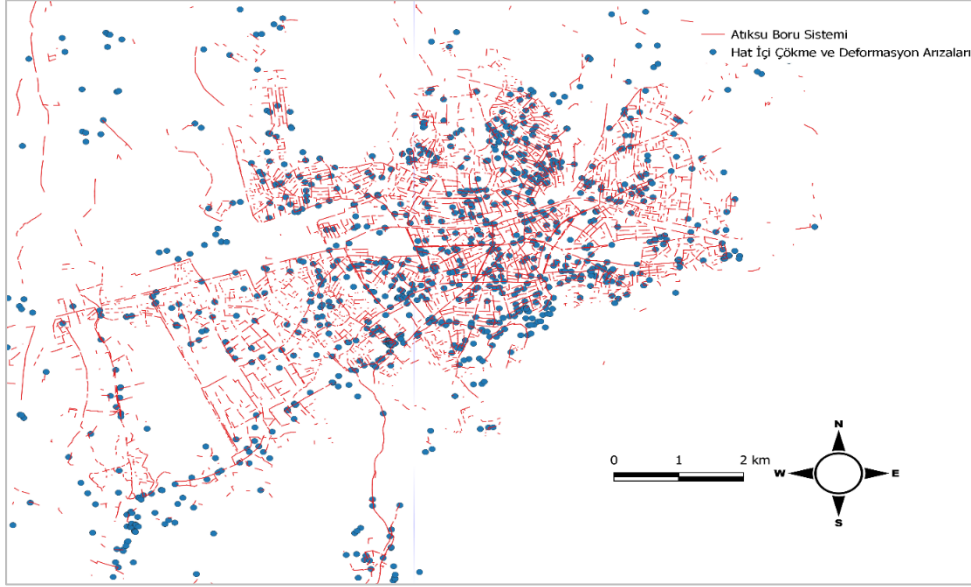 Atıksu Boru Sistemi
Hat İçi Çökme ve Deformasyon Arızaları
N
0 1 2 km
W E
S